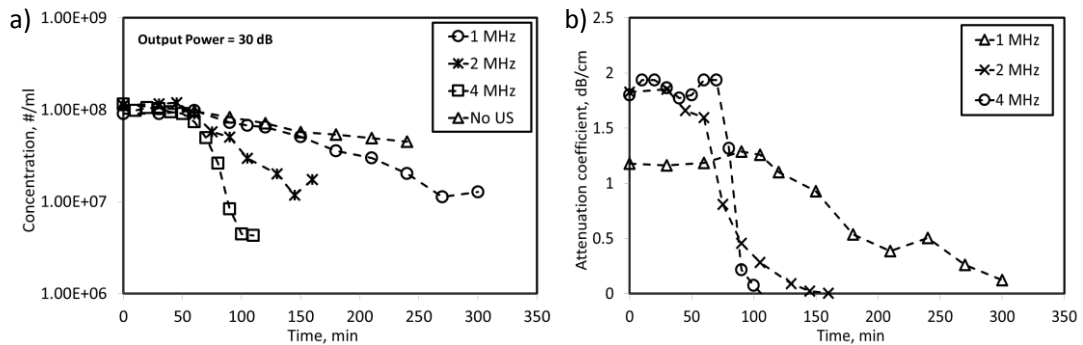 a)
1.00E+09
1.00E+08
1.00E+07
1.00E+06
Concentration, #/ml
Output Power = 30 dB
1 MHz
2 MHz
4 MHz
No US
0 50 100 150 200 250 300 350
Time, min
b)
2.5
2
1.5
1
0.5
0
Attenuation coefficient, dB/cm
1 MHz
2 MHz
4 MHz
0 50 100 150 200 250 300 350
Time, min